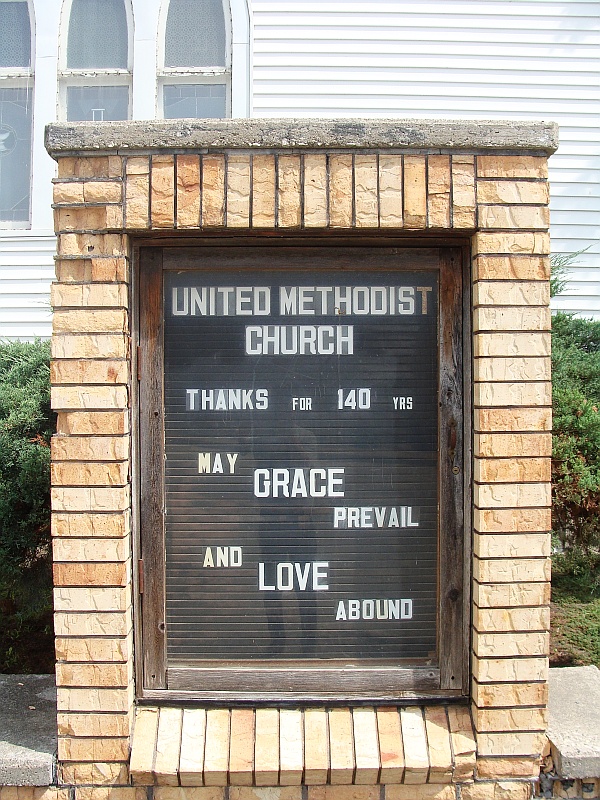 UNITED METHODIST
CHURCH
THANKS FOR 140 YRS
MAY
GRACE
PREVAIL
AND
LOVE
ABOUND